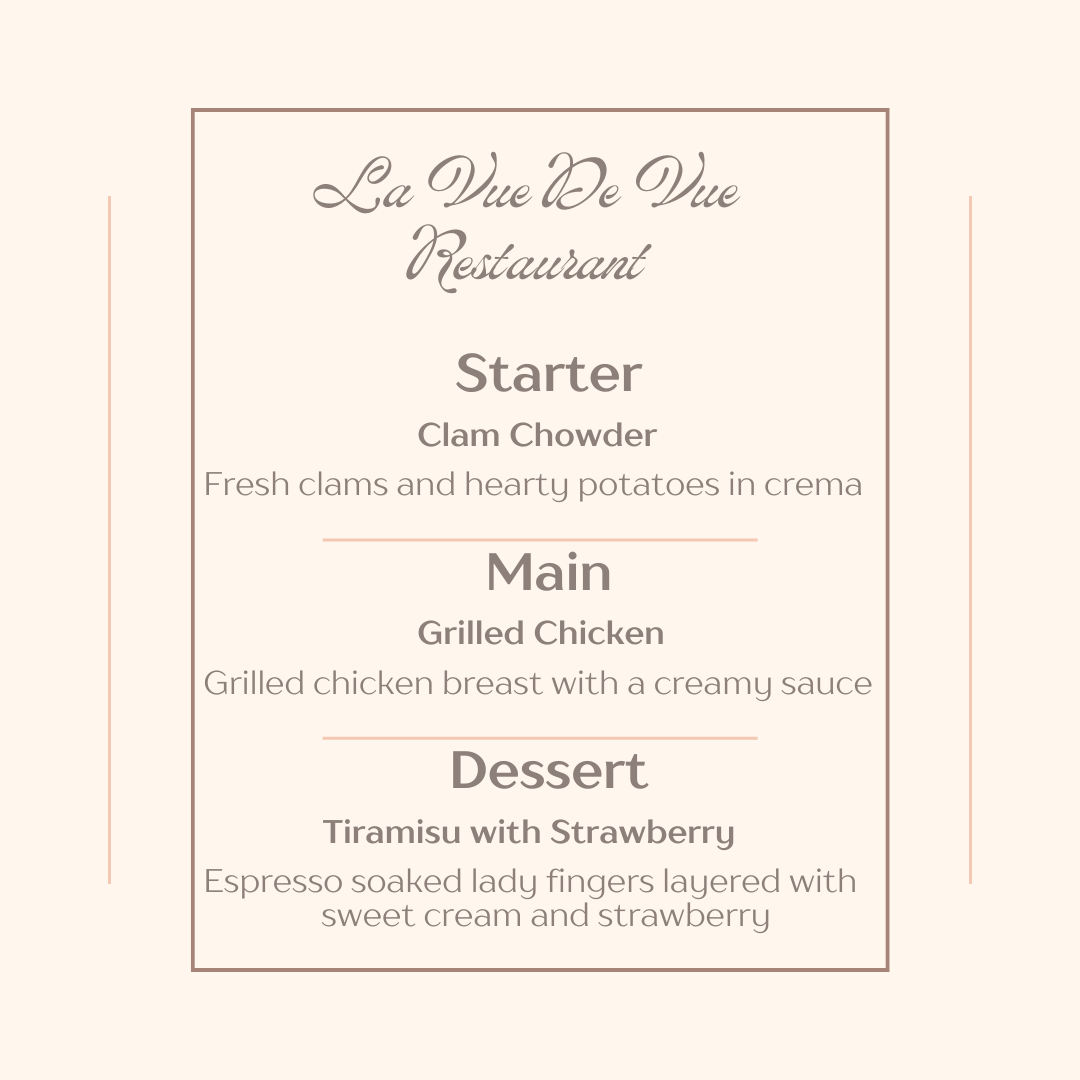 La Vue De Vue
Restaurant
Starter
Clam Chowder
Fresh clams and hearty potatoes in crema
Main
Grilled Chicken
Grilled chicken breast with a creamy sauce
Dessert
Tiramisu with Strawberry
Espresso soaked lady fingers layered with
sweet cream and strawberry